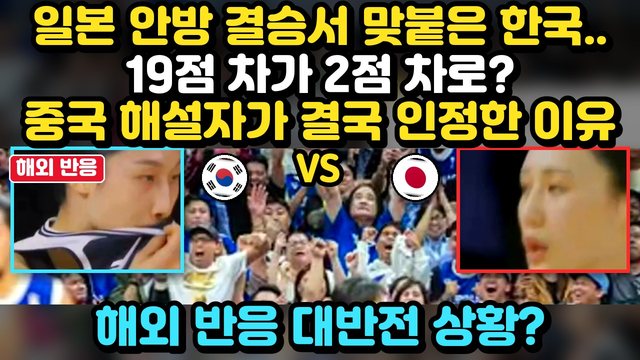 일본 안방 결승서 맞붙은 한국..
19점 차가 2점 차로?
중국 해설자가 결국 인정한 이유
해외 반응
VS
해외 반응 대반전 상황?